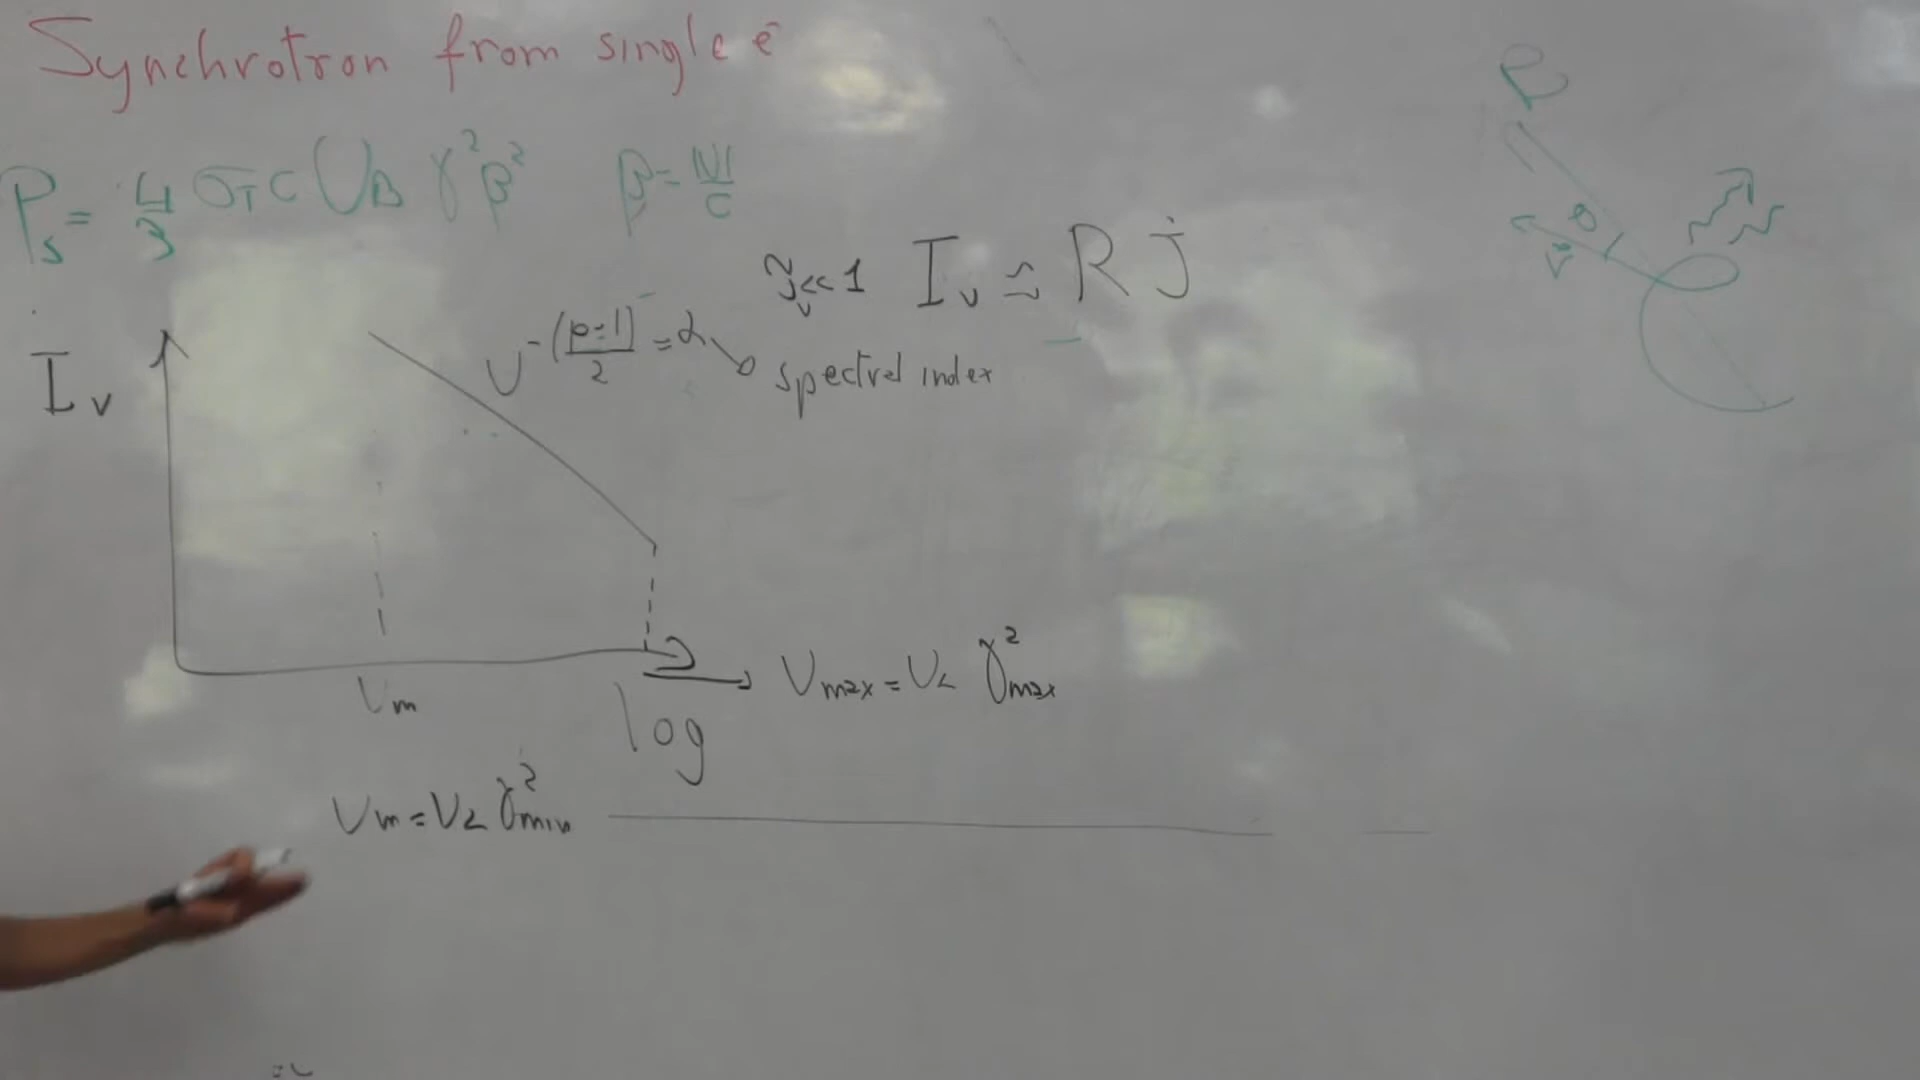 Synchrotron from single e⁻
P_s = 4/3 σ_T c U_B γ² β²   β = |v|/c
τ_ν << 1   I_ν ≃ R j
ν^-(p-1)/2 = α → spectral index
I_ν
B
θ
v
ν_m
ν_max = ν_L γ²_max
log
ν_m = ν_L γ²_min